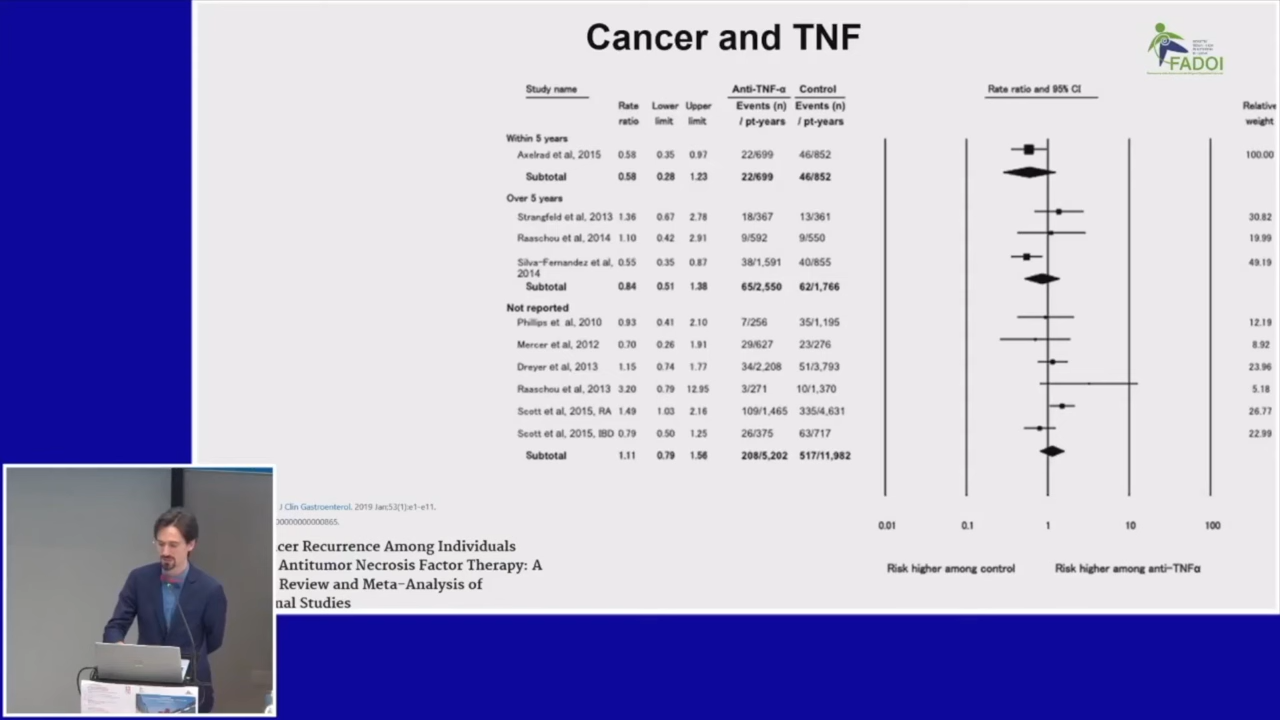 Cancer and TNF
FADOI
Study name Anti-TNF-α Control Rate ratio and 95% CI
Rate Lower Upper Events (n) Events (n) Relative
ratio limit limit / pt-years / pt-years weight
Within 5 years
Axelrad et al, 2015 0.58 0.35 0.97 22/699 46/852 100.00
Subtotal 0.58 0.28 1.23 22/699 46/852
Over 5 years
Strangfeld et al, 2013 1.36 0.67 2.78 18/367 13/361 30.82
Raaschou et al, 2014 1.10 0.42 2.91 9/592 9/550 19.99
Silva-Fernandez et al, 0.55 0.35 0.87 38/1,591 40/855 49.19
2014
Subtotal 0.84 0.51 1.38 65/2,550 62/1,766
Not reported
Phillips et al, 2010 0.93 0.41 2.10 7/256 35/1,195 12.19
Mercer et al, 2012 0.70 0.26 1.91 29/627 23/276 8.92
Dreyer et al, 2013 1.15 0.74 1.77 34/2,208 51/3,793 23.96
Raaschou et al, 2013 3.20 0.79 12.95 3/271 10/1,370 5.18
Scott et al, 2015, RA 1.49 1.03 2.16 109/1,465 335/4,631 26.77
Scott et al, 2015, IBD 0.79 0.50 1.25 26/375 63/717 22.99
Subtotal 1.11 0.79 1.56 208/5,202 517/11,982
0.01 0.1 1 10 100
Risk higher among control Risk higher among anti-TNFα
J Clin Gastroenterol. 2019 Jan;53(1):e1-e11.
00000000000865.
cer Recurrence Among Individuals
Antitumor Necrosis Factor Therapy: A
Review and Meta-Analysis of
nal Studies